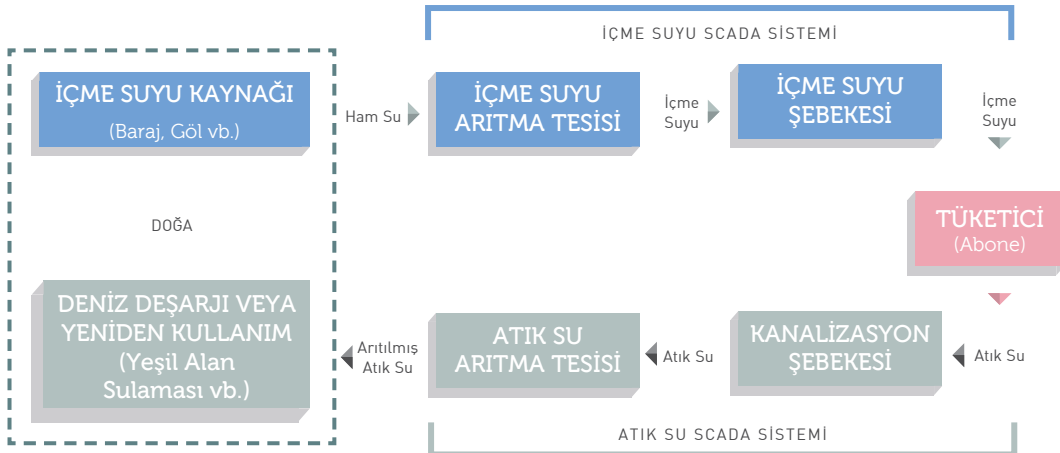 İÇME SUYU SCADA SİSTEMİ
İÇME SUYU KAYNAĞI
(Baraj, Göl vb.)
Ham Su
İÇME SUYU
ARITMA TESİSİ
İçme
Suyu
İÇME SUYU
ŞEBEKESİ
İçme
Suyu
DOĞA
TÜKETİCİ
(Abone)
DENİZ DEŞARJI VEYA
YENİDEN KULLANIM
(Yeşil Alan
Sulaması vb.)
Arıtılmış
Atık Su
ATIK SU
ARITMA TESİSİ
Atık Su
KANALİZASYON
ŞEBEKESİ
Atık Su
ATIK SU SCADA SİSTEMİ